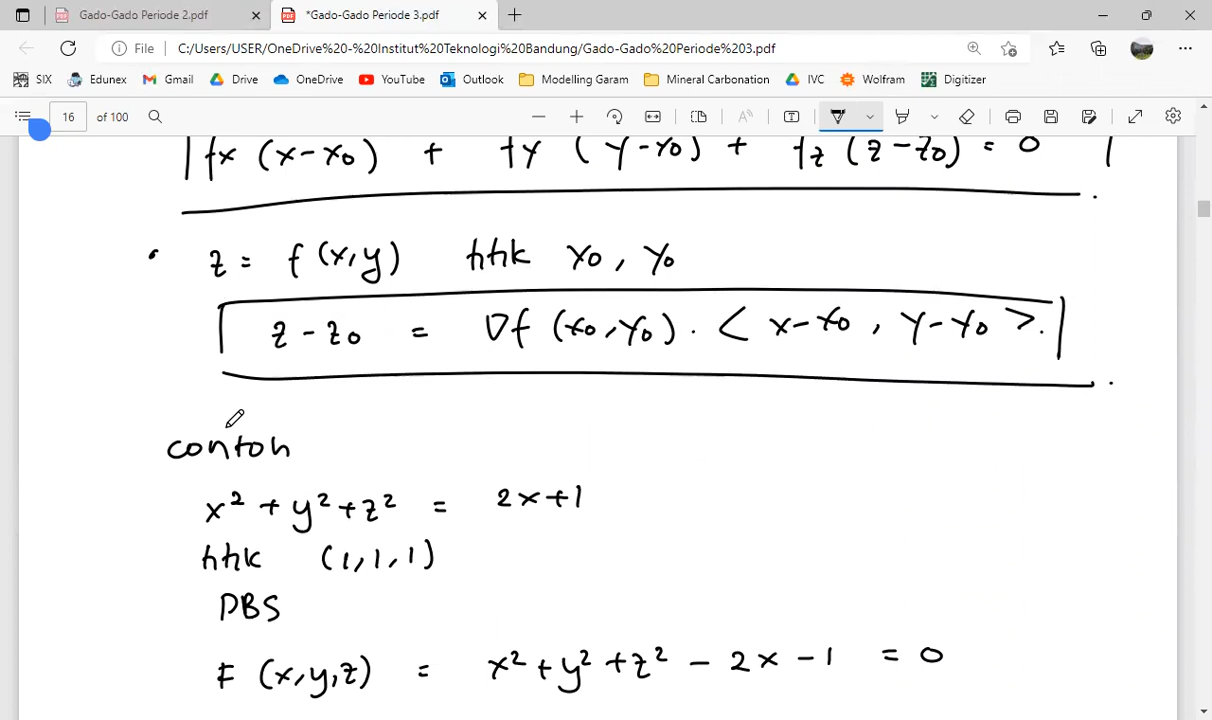 Gado-Gado Periode 2.pdf
*Gado-Gado Periode 3.pdf
File C:/Users/USER/OneDrive%20-%20Institut%20Teknologi%20Bandung/Gado-Gado%20Periode%203.pdf
SIX Edunex Gmail Drive OneDrive YouTube Outlook Modelling Garam Mineral Carbonation IVC Wolfram Digitizer
16 of 100
fx (x-x0) + fy (y-y0) + fz (z-z0) = 0
• z = f(x,y) ttk x0, y0
z - z0 = ∇f (x0,y0) · < x-x0, y-y0 >.
contoh
x² + y² + z² = 2x+1
ttk (1,1,1)
PBS
F (x,y,z) = x² + y² + z² - 2x - 1 = 0